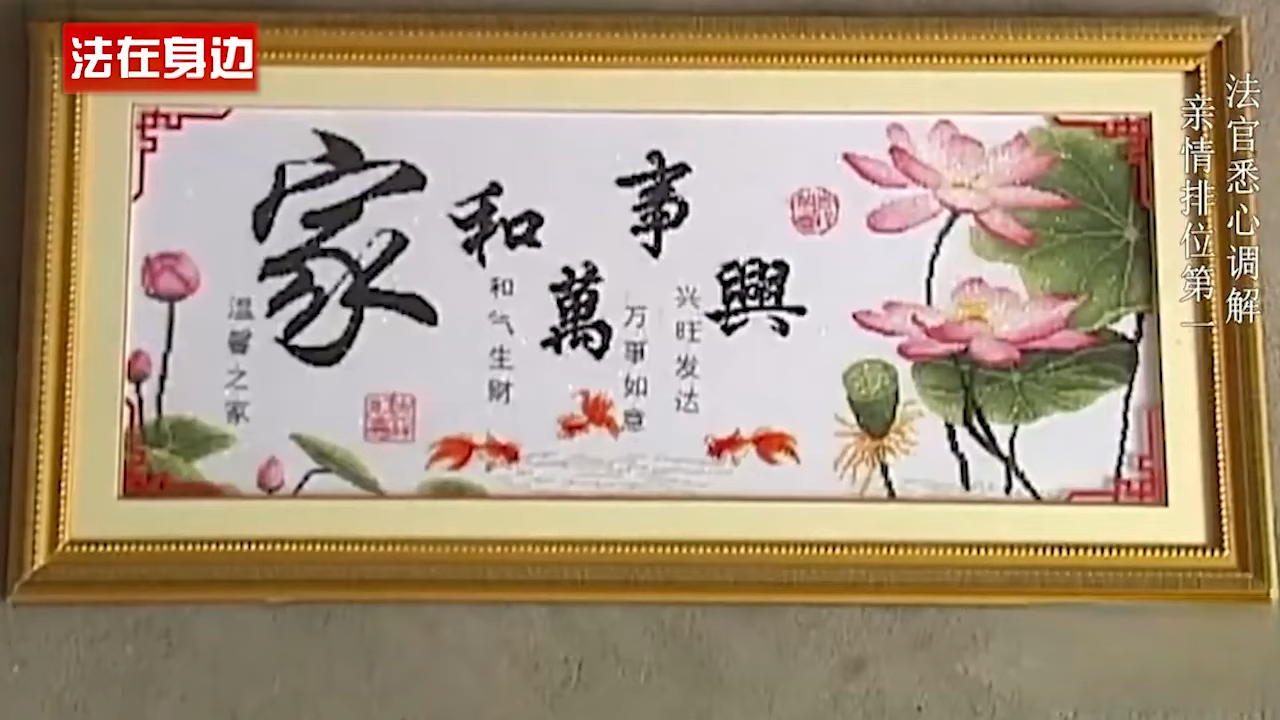 法在身边
法官悉心调解
亲情排位第一
家和萬事興
温馨之家
和气生财
万事如意
兴旺发达